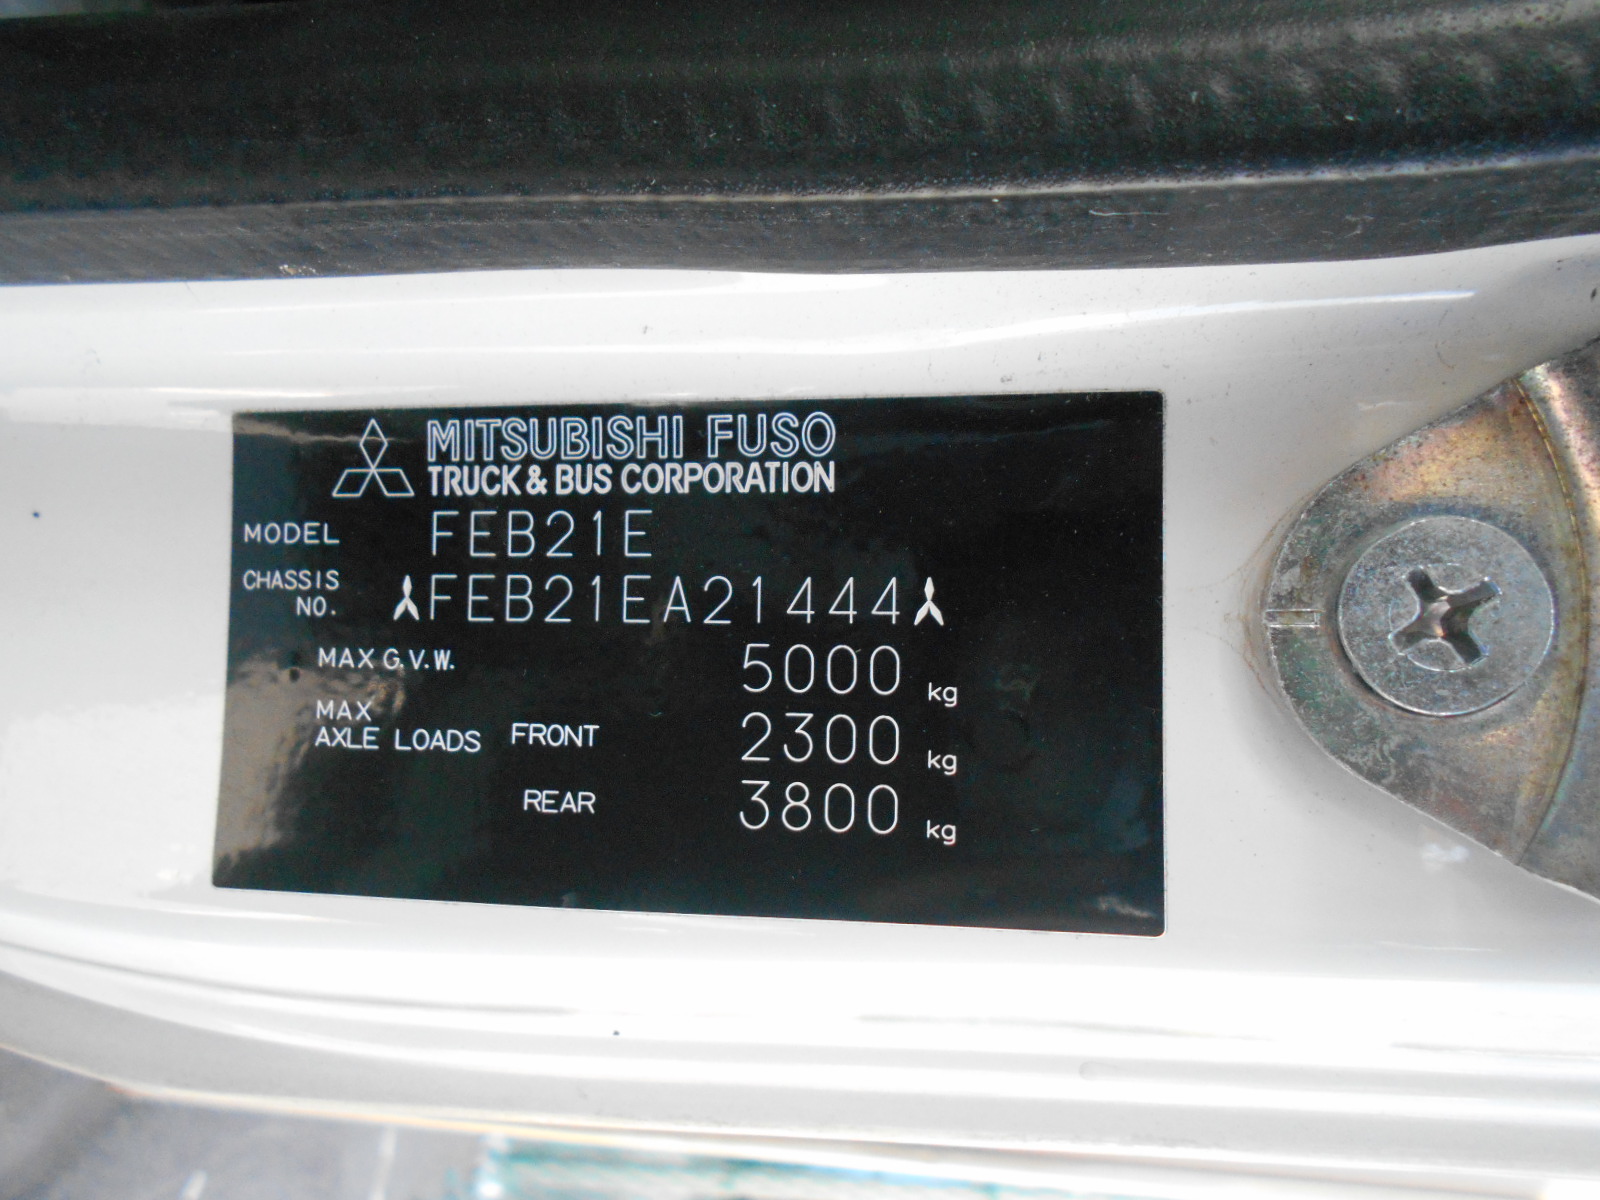 MITSUBISHI FUSO
TRUCK & BUS CORPORATION
MODEL FEB21E
CHASSIS NO. FEB21EA21444
MAX G.V.W. 5000 kg
MAX AXLE LOADS FRONT 2300 kg
REAR 3800 kg